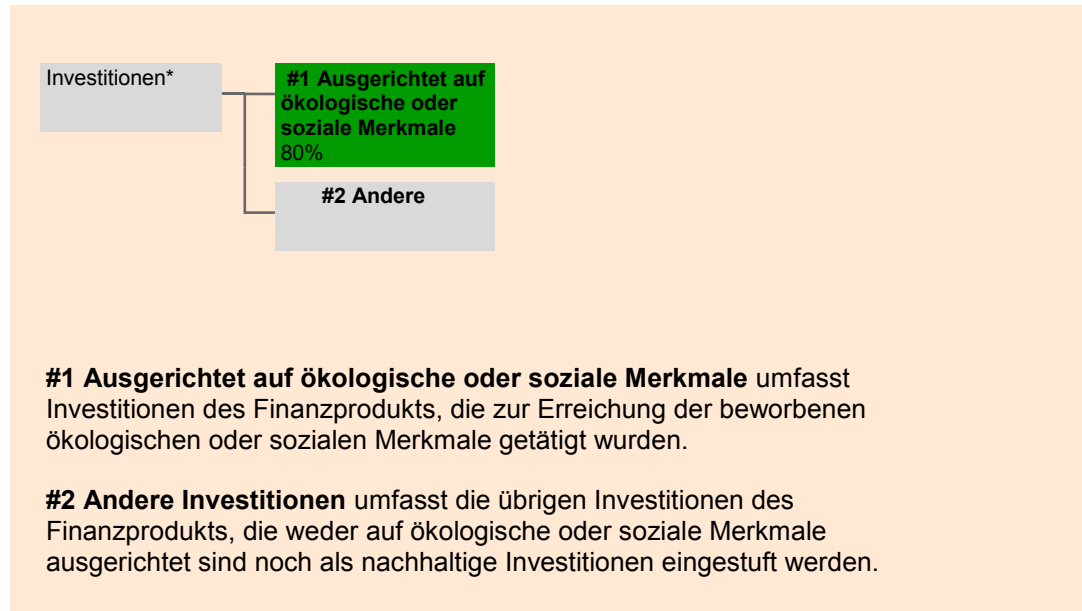 Investitionen*
#1 Ausgerichtet auf
ökologische oder
soziale Merkmale
80%
#2 Andere
#1 Ausgerichtet auf ökologische oder soziale Merkmale umfasst
Investitionen des Finanzprodukts, die zur Erreichung der beworbenen
ökologischen oder sozialen Merkmale getätigt wurden.
#2 Andere Investitionen umfasst die übrigen Investitionen des
Finanzprodukts, die weder auf ökologische oder soziale Merkmale
ausgerichtet sind noch als nachhaltige Investitionen eingestuft werden.